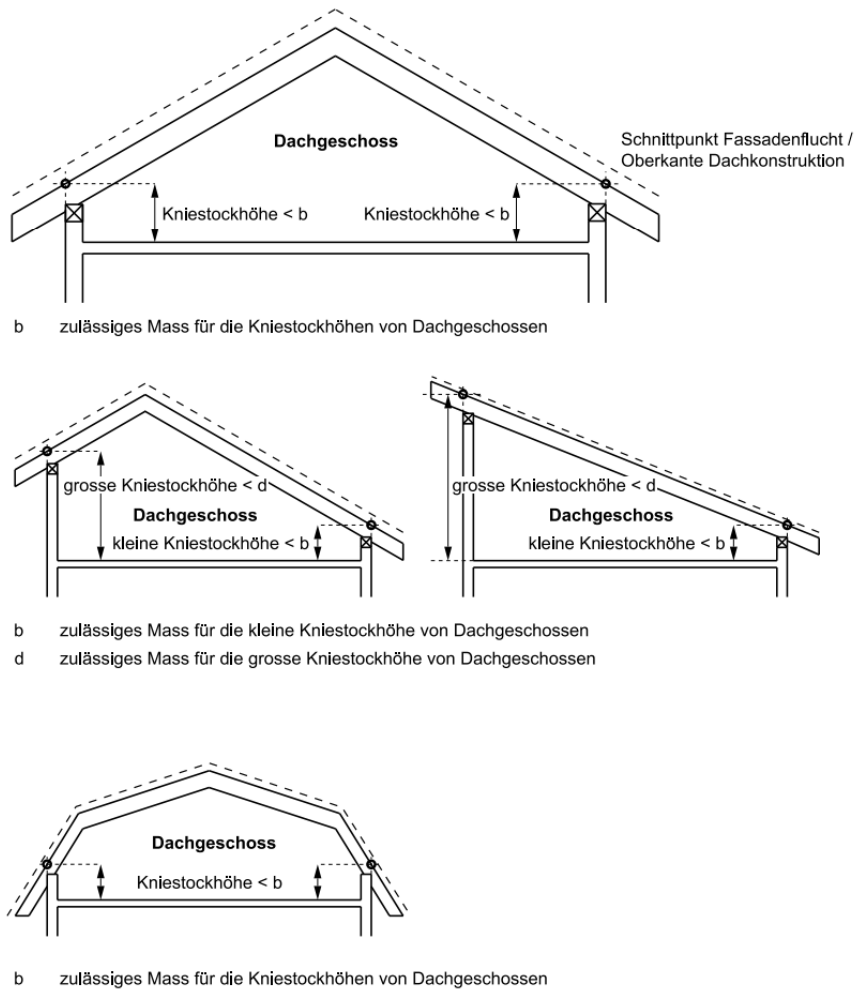 Dachgeschoss
Schnittpunkt Fassadenflucht /
Oberkante Dachkonstruktion
Kniestockhöhe < b
Kniestockhöhe < b
b zulässiges Mass für die Kniestockhöhen von Dachgeschossen
grosse Kniestockhöhe < d
Dachgeschoss
kleine Kniestockhöhe < b
grosse Kniestockhöhe < d
Dachgeschoss
kleine Kniestockhöhe < b
b zulässiges Mass für die kleine Kniestockhöhe von Dachgeschossen
d zulässiges Mass für die grosse Kniestockhöhe von Dachgeschossen
Dachgeschoss
Kniestockhöhe < b
b zulässiges Mass für die Kniestockhöhen von Dachgeschossen